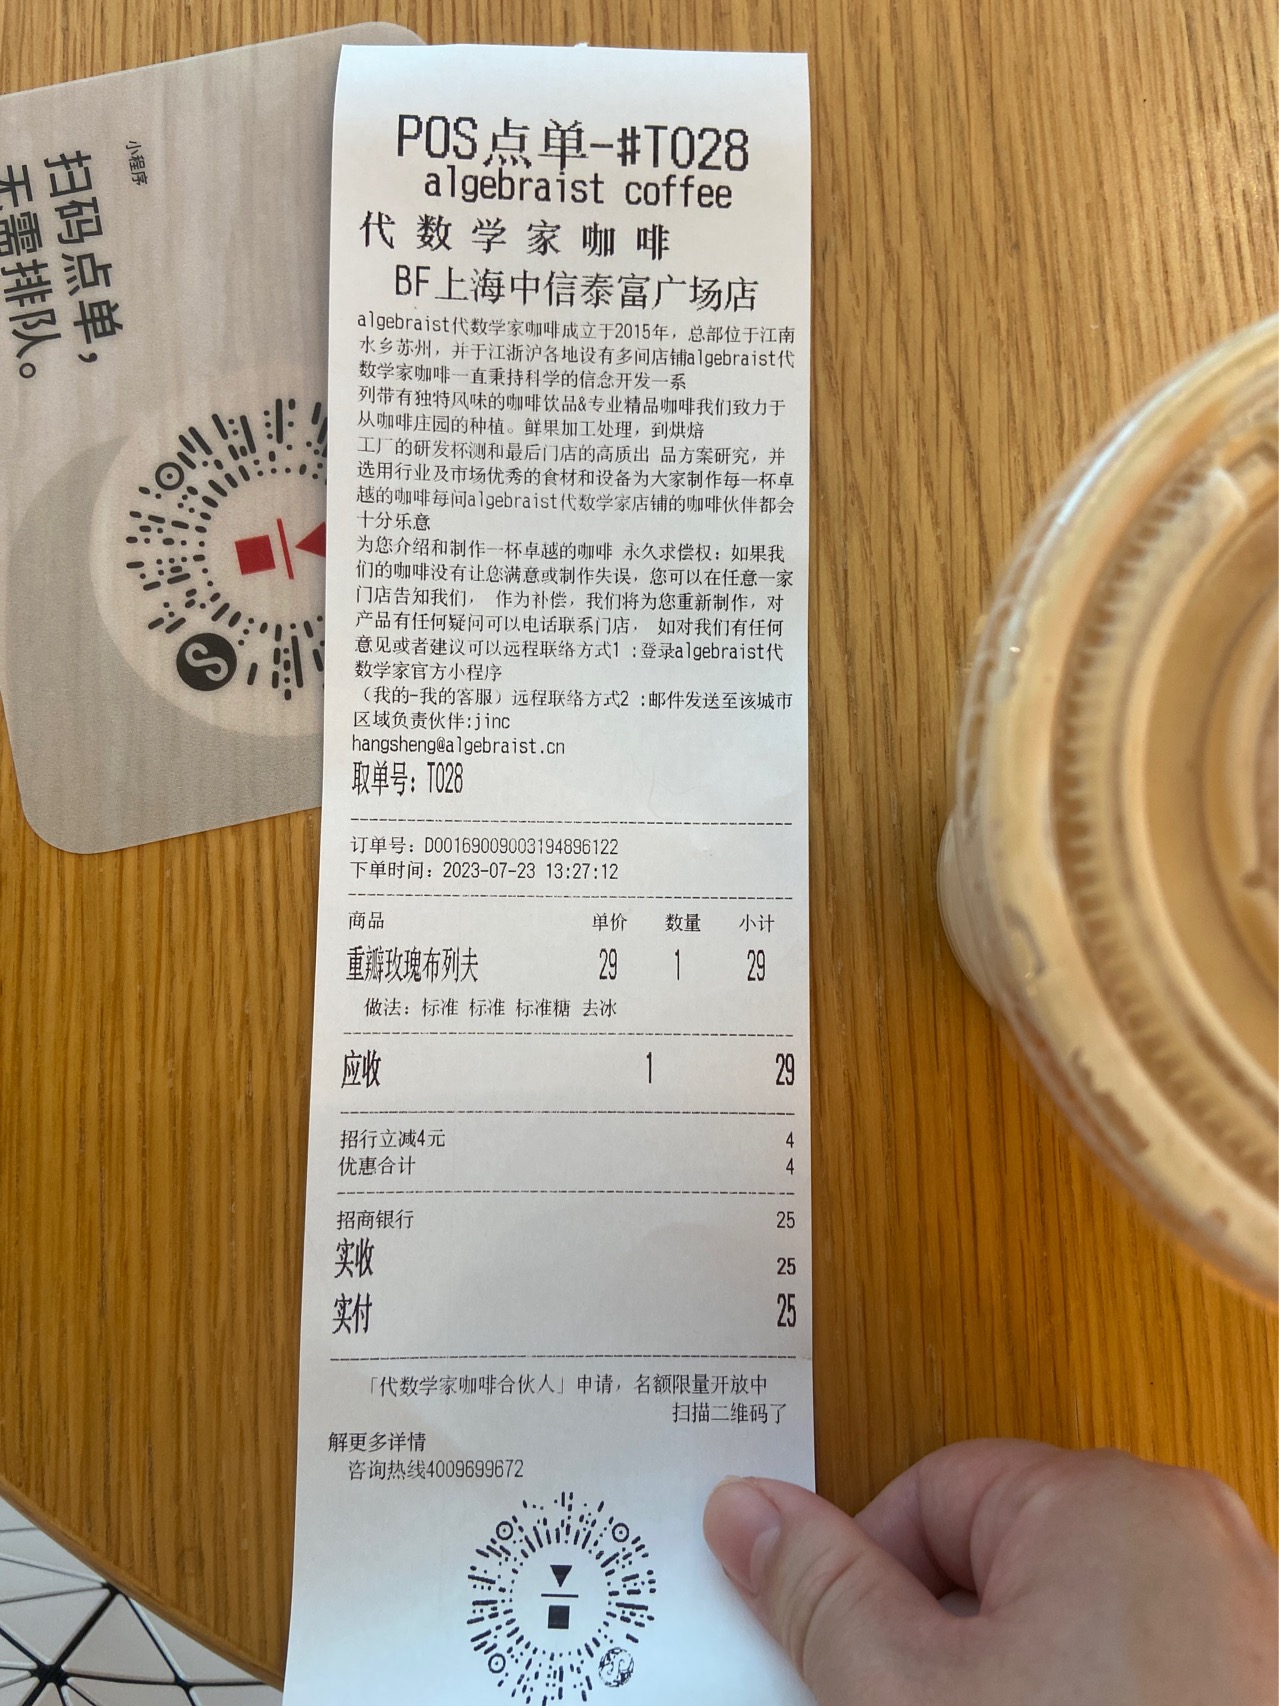 小程序
扫码点单，
无需排队。
POS点单-#T028
algebraist coffee
代数学家咖啡
BF上海中信泰富广场店
algebraist代数学家咖啡成立于2015年，总部位于江南
水乡苏州，并于江浙沪各地设有多间店铺algebraist代
数学家咖啡一直秉持科学的信念开发一系
列带有独特风味的咖啡饮品&专业精品咖啡我们致力于
从咖啡庄园的种植。鲜果加工处理，到烘焙
工厂的研发杯测和最后门店的高质出 品方案研究，并
选用行业及市场优秀的食材和设备为大家制作每一杯卓
越的咖啡每问algebraist代数学家店铺的咖啡伙伴都会
十分乐意
为您介绍和制作一杯卓越的咖啡 永久求偿权：如果我
们的咖啡没有让您满意或制作失误，您可以在任意一家
门店告知我们， 作为补偿，我们将为您重新制作，对
产品有任何疑问可以电话联系门店， 如对我们有任何
意见或者建议可以远程联络方式1 :登录algebraist代
数学家官方小程序
（我的-我的客服）远程联络方式2 :邮件发送至该城市
区域负责伙伴:jinc
hangsheng@algebraist.cn
取单号：T028
订单号：D00169009003194896122
下单时间：2023-07-23 13:27:12
商品 单价 数量 小计
重瓣玫瑰布列夫 29 1 29
做法：标准 标准 标准糖 去冰
应收 1 29
招行立减4元 4
优惠合计 4
招商银行 25
实收 25
实付 25
「代数学家咖啡合伙人」申请，名额限量开放中
扫描二维码了
解更多详情
咨询热线4009699672